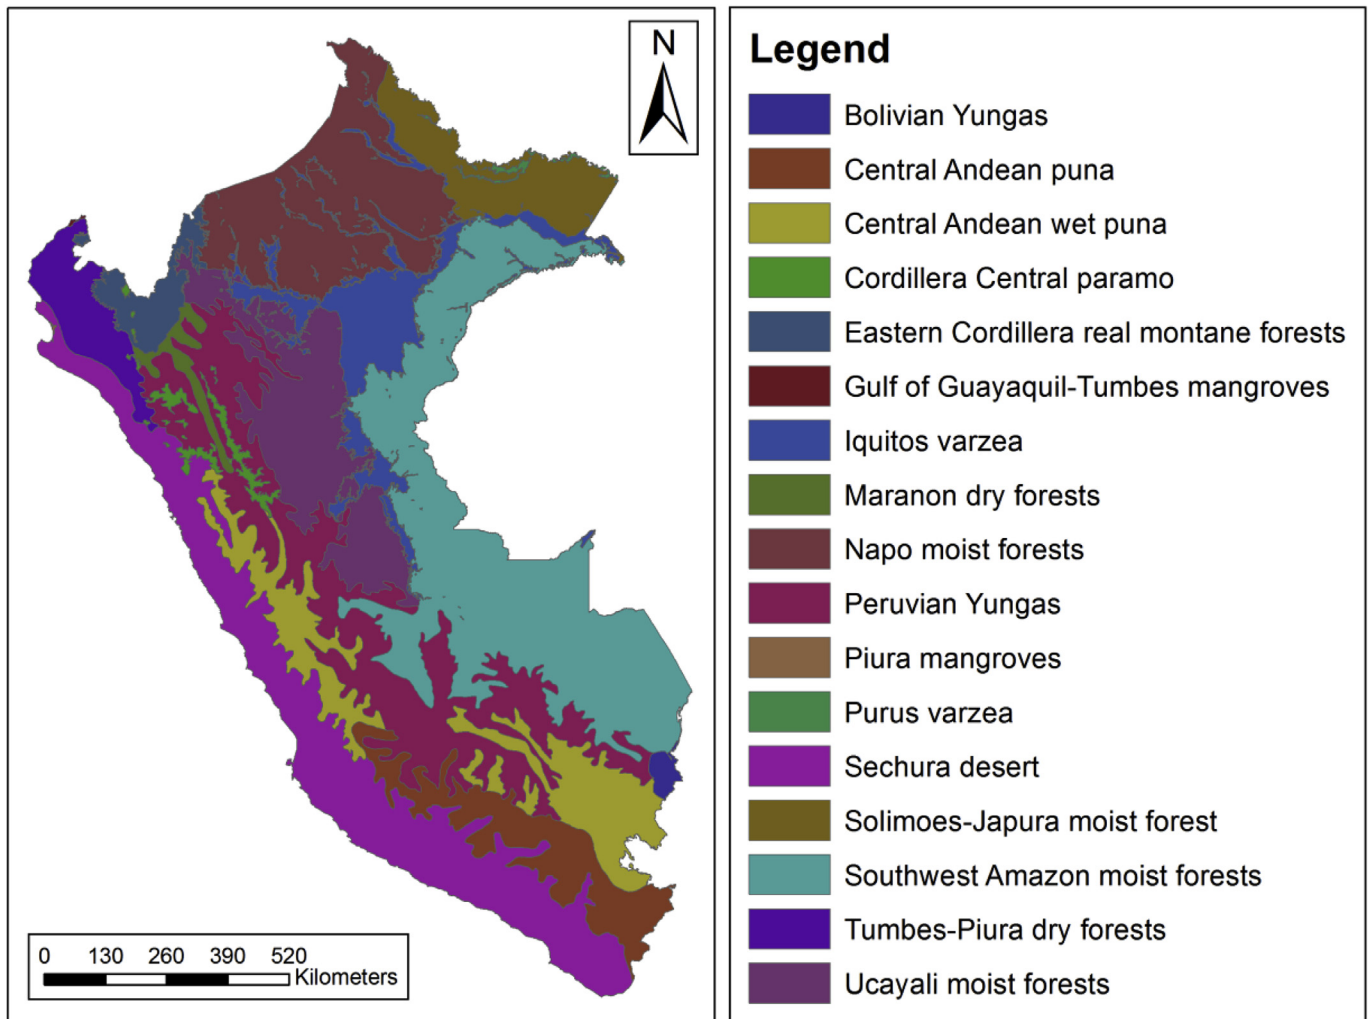 N
0 130 260 390 520
Kilometers
Legend
Bolivian Yungas
Central Andean puna
Central Andean wet puna
Cordillera Central paramo
Eastern Cordillera real montane forests
Gulf of Guayaquil-Tumbes mangroves
Iquitos varzea
Maranon dry forests
Napo moist forests
Peruvian Yungas
Piura mangroves
Purus varzea
Sechura desert
Solimoes-Japura moist forest
Southwest Amazon moist forests
Tumbes-Piura dry forests
Ucayali moist forests